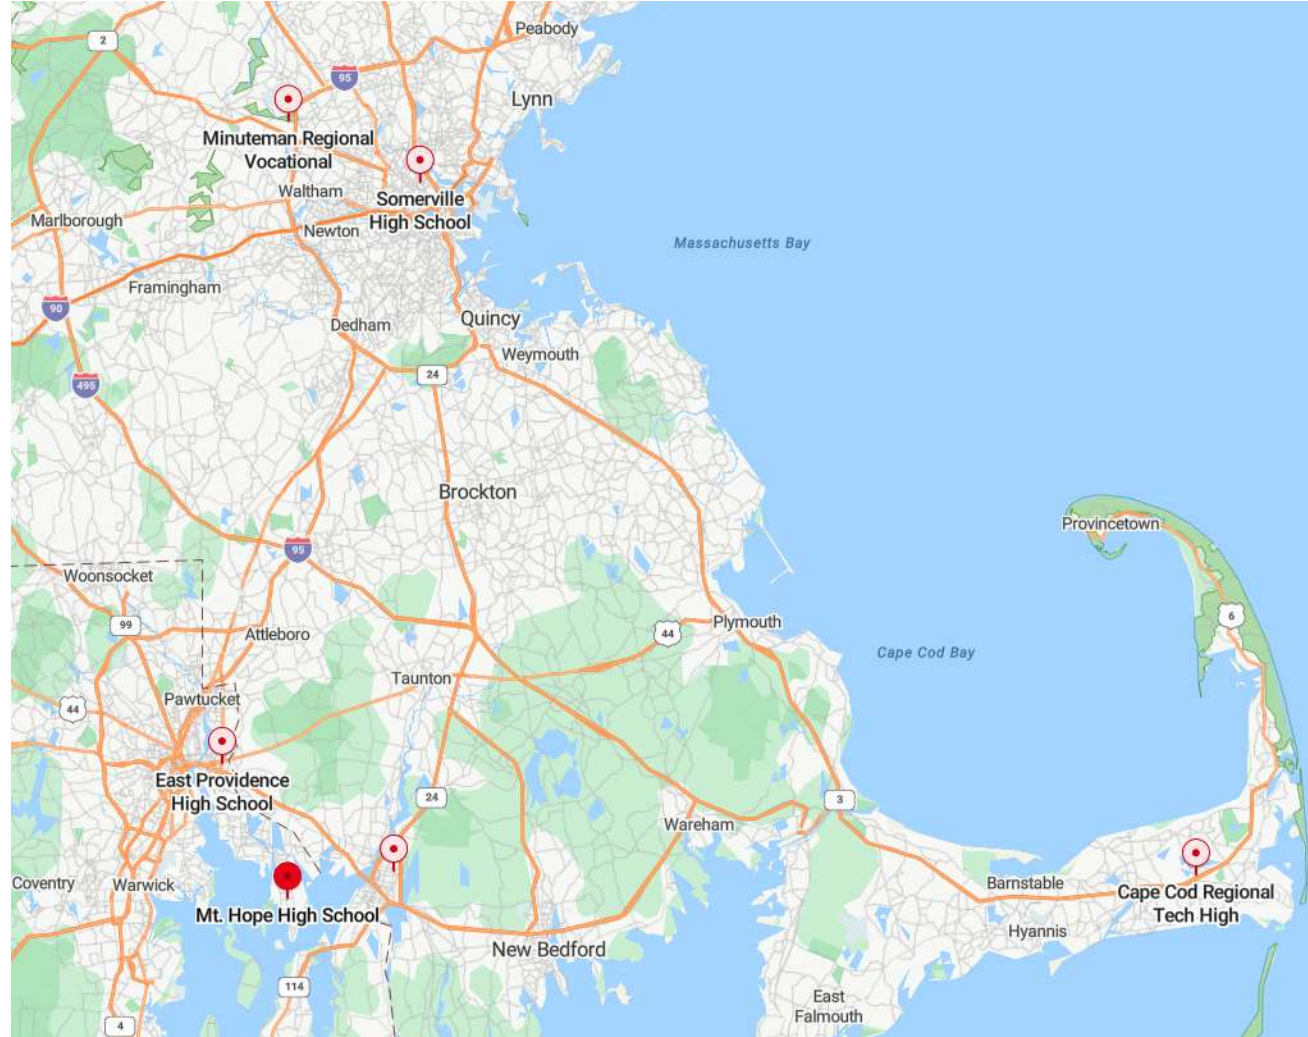 Peabody
2
95
Lynn
Minuteman Regional
Vocational
Somerville
High School
Waltham
Marlborough
Newton
Massachusetts Bay
Framingham
90
Dedham
Quincy
Weymouth
24
495
Brockton
Provincetown
95
Woonsocket
99
Attleboro
44
Plymouth
6
Cape Cod Bay
Taunton
Pawtucket
44
East Providence
High School
24
3
Wareham
Coventry
Warwick
Mt. Hope High School
Barnstable
Cape Cod Regional
Tech High
Hyannis
New Bedford
114
East
Falmouth
4